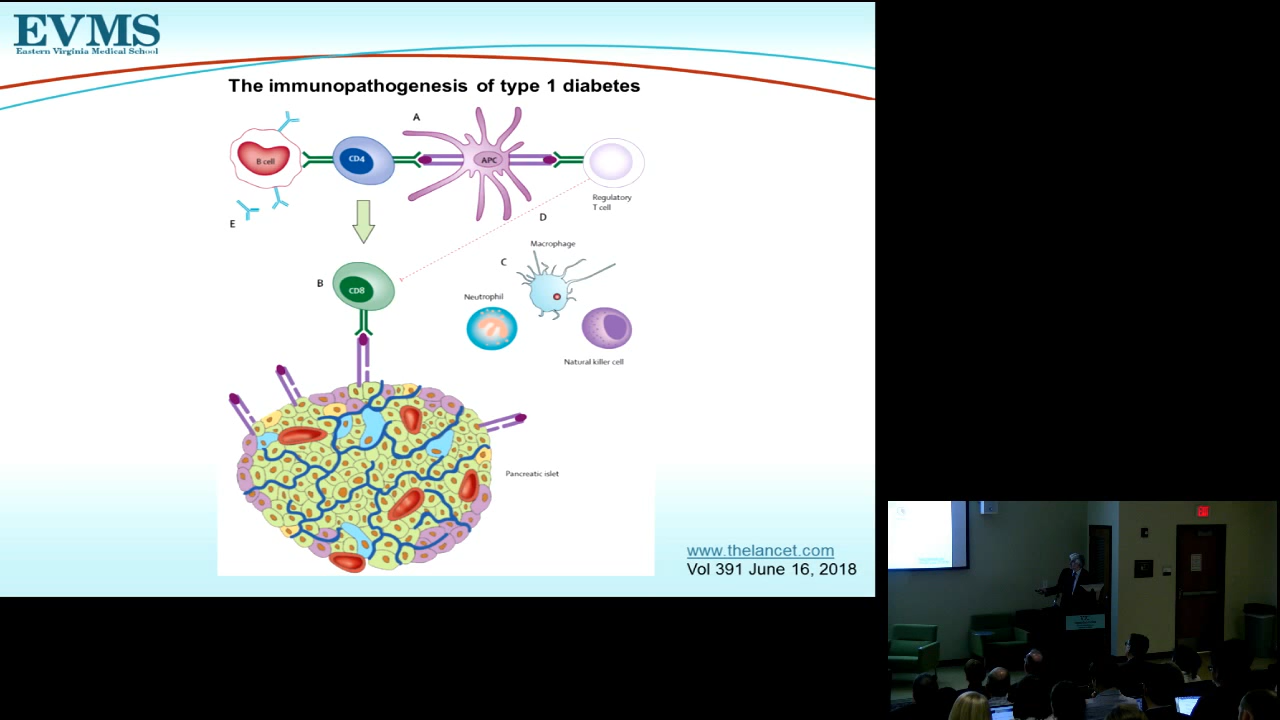 EVMS
Eastern Virginia Medical School
The immunopathogenesis of type 1 diabetes
A
B cell
CD4
APC
Regulatory
T cell
E
D
Macrophage
C
B
CD8
Neutrophil
Natural killer cell
Pancreatic islet
www.thelancet.com
Vol 391 June 16, 2018